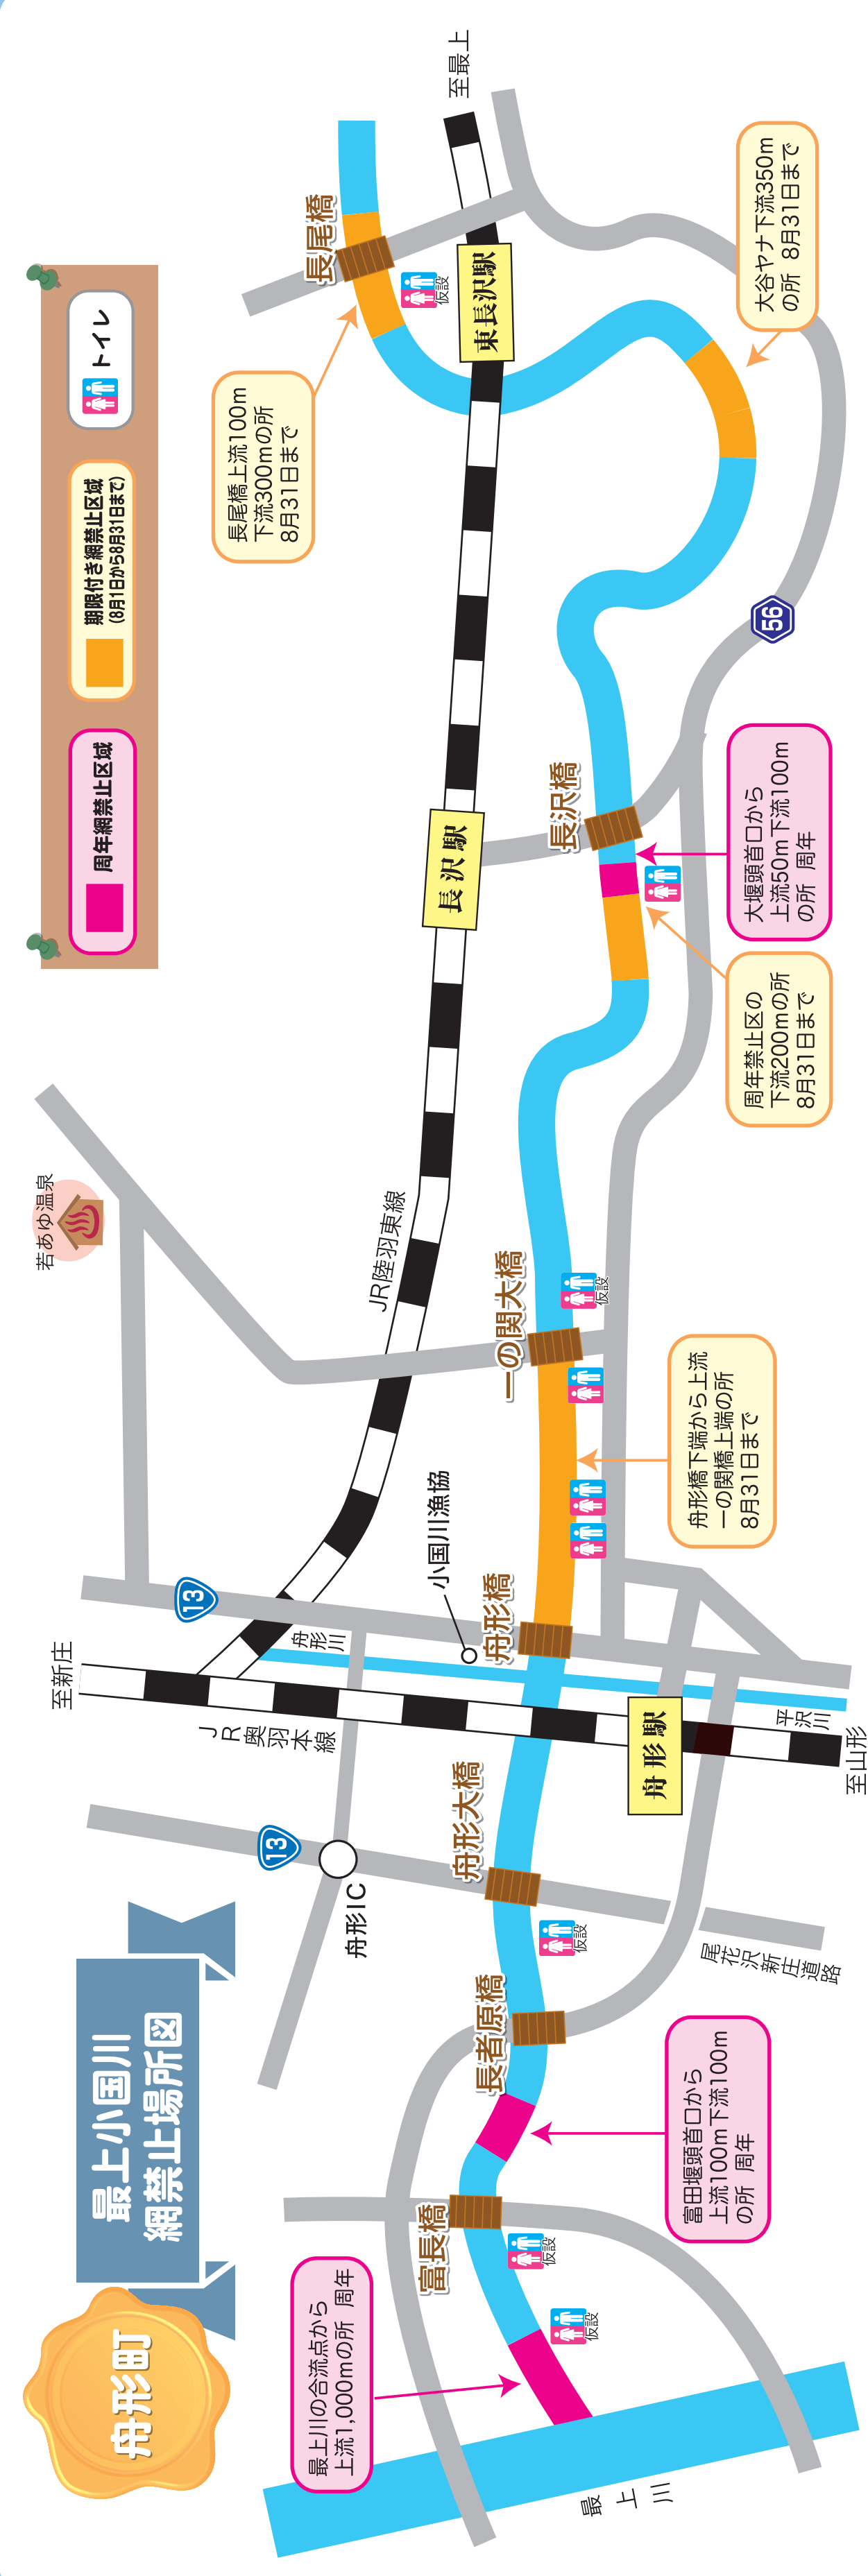 舟形町
最上小国川
網禁止場所図
周年網禁止区域
期限付き網禁止区域
(8月1日から8月31日まで)
トイレ
最上川の合流点から
上流1,000mの所 周年
富長橋
仮設
仮設
最上川
富田堰頭首口から
上流100m下流100m
の所 周年
長者原橋
舟形IC
13
舟形大橋
仮設
尾花沢新庄道路
至新庄
JR奥羽本線
舟形駅
至山形
平沢川
舟形川
13
舟形橋
小国川漁協
舟形橋下端から上流
一の関橋上端の所
8月31日まで
一の関大橋
仮設
JR陸羽東線
若あゆ温泉
周年禁止区の
下流200mの所
8月31日まで
大堰頭首口から
上流50m下流100m
の所 周年
長沢駅
長沢橋
56
長尾橋上流100m
下流300mの所
8月31日まで
長尾橋
仮設
東長沢駅
大谷ヤナ下流350m
の所 8月31日まで
至最上